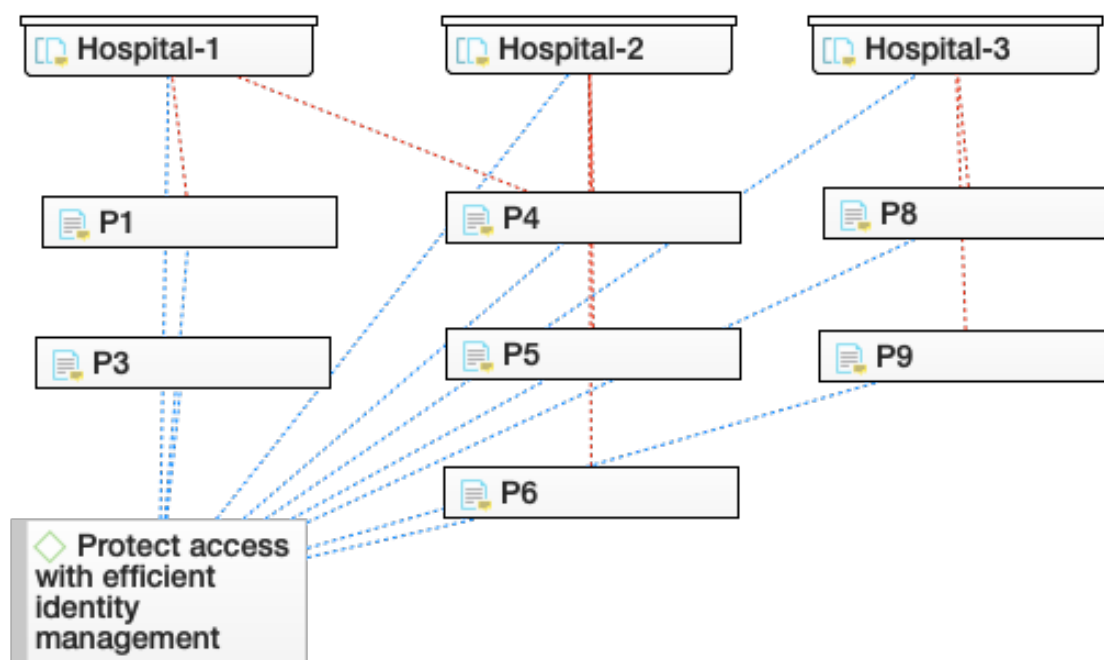 Hospital-1
Hospital-2
Hospital-3
P1
P4
P8
P3
P5
P9
P6
Protect access
with efficient
identity
management